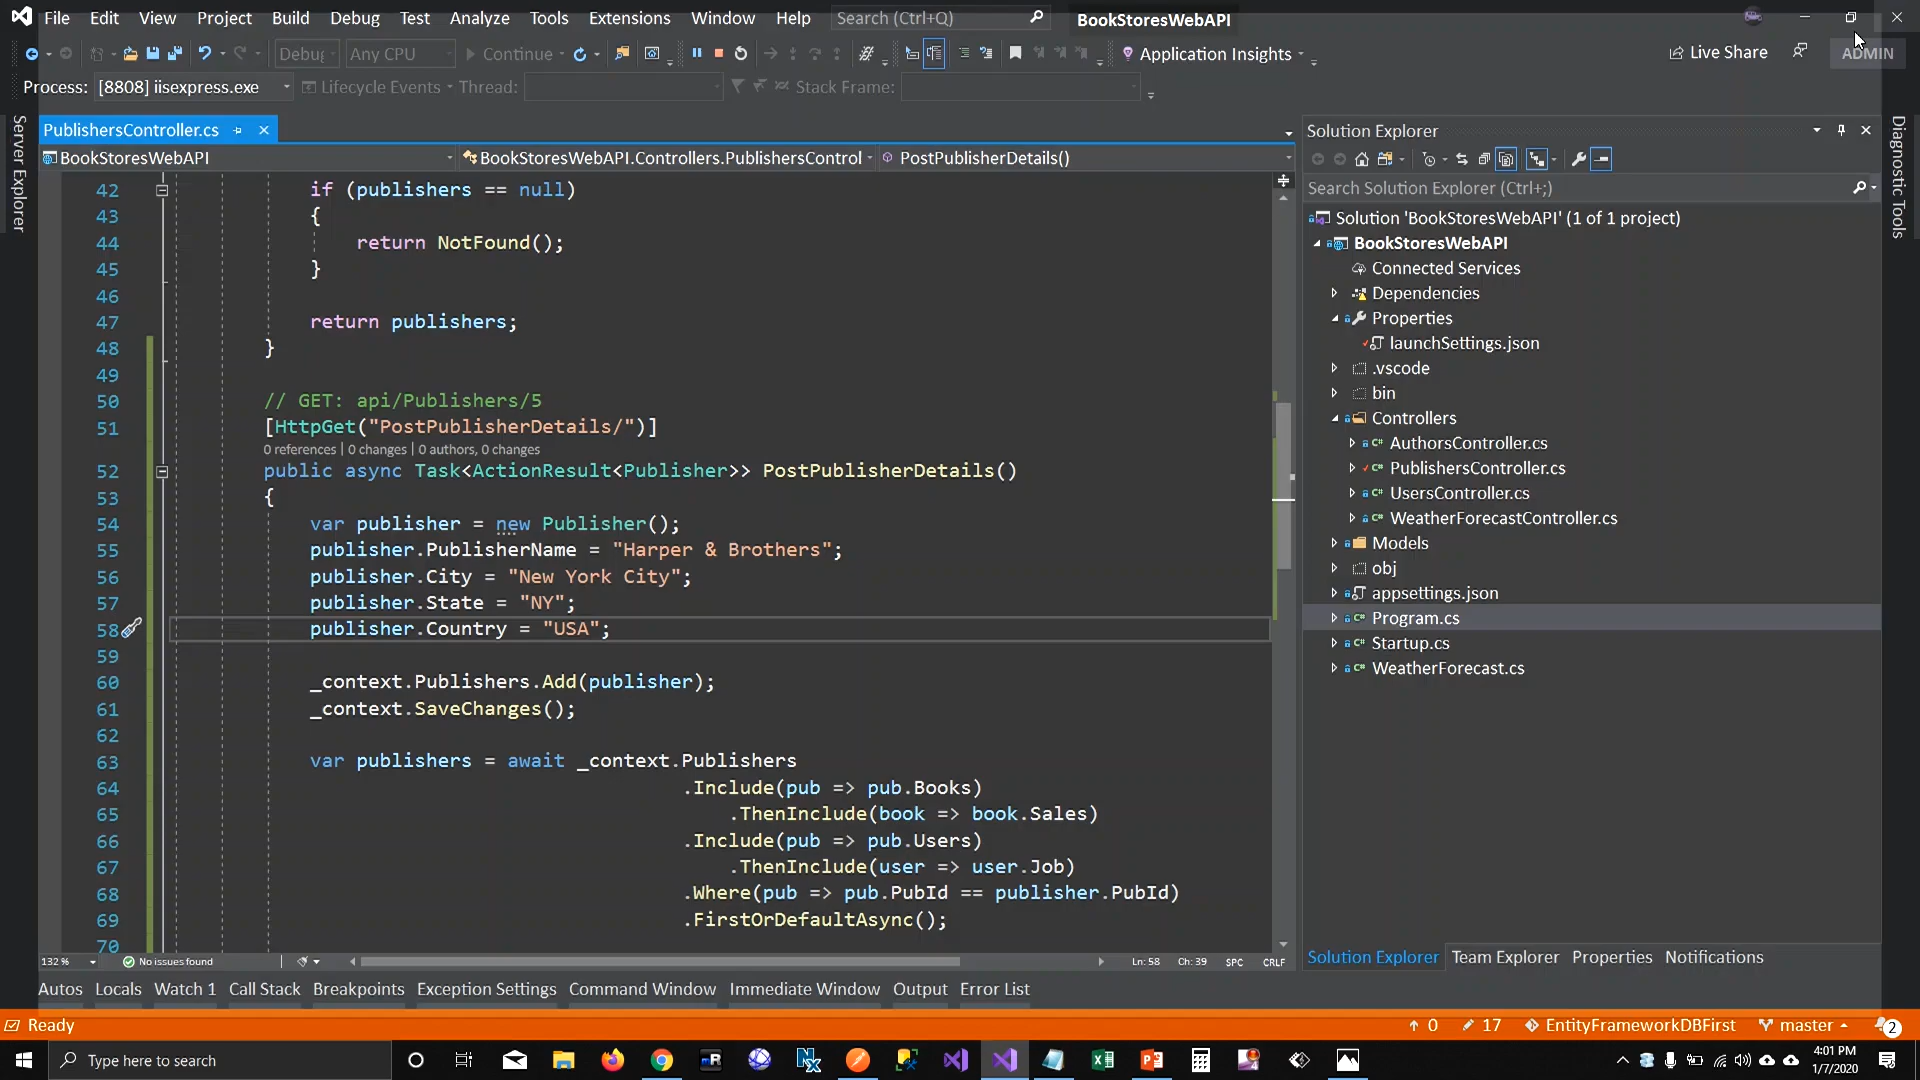 File Edit View Project Build Debug Test Analyze Tools Extensions Window Help Search (Ctrl+Q) BookStoresWebAPI
Debug Any CPU Continue Application Insights Live Share ADMIN
Process: [8808] iisexpress.exe Lifecycle Events Thread: Stack Frame:
Server Explorer
PublishersController.cs
BookStoresWebAPI BookStoresWebAPI.Controllers.PublishersControl PostPublisherDetails()
42 if (publishers == null)
43 {
44 return NotFound();
45 }
46
47 return publishers;
48 }
49
50 // GET: api/Publishers/5
51 [HttpGet("PostPublisherDetails/")]
0 references | 0 changes | 0 authors, 0 changes
52 public async Task<ActionResult<Publisher>> PostPublisherDetails()
53 {
54 var publisher = new Publisher();
55 publisher.PublisherName = "Harper & Brothers";
56 publisher.City = "New York City";
57 publisher.State = "NY";
58 publisher.Country = "USA";
59
60 _context.Publishers.Add(publisher);
61 _context.SaveChanges();
62
63 var publishers = await _context.Publishers
64 .Include(pub => pub.Books)
65 .ThenInclude(book => book.Sales)
66 .Include(pub => pub.Users)
67 .ThenInclude(user => user.Job)
68 .Where(pub => pub.PubId == publisher.PubId)
69 .FirstOrDefaultAsync();
70
132 % No issues found Ln: 58 Ch: 39 SPC CRLF
Solution Explorer
Search Solution Explorer (Ctrl+;)
Solution 'BookStoresWebAPI' (1 of 1 project)
BookStoresWebAPI
Connected Services
Dependencies
Properties
launchSettings.json
.vscode
bin
Controllers
AuthorsController.cs
PublishersController.cs
UsersController.cs
WeatherForecastController.cs
Models
obj
appsettings.json
Program.cs
Startup.cs
WeatherForecast.cs
Solution Explorer Team Explorer Properties Notifications
Diagnostic Tools
Autos Locals Watch 1 Call Stack Breakpoints Exception Settings Command Window Immediate Window Output Error List
Ready 0 17 EntityFrameworkDBFirst master 2
Type here to search
4:01 PM
1/7/2020